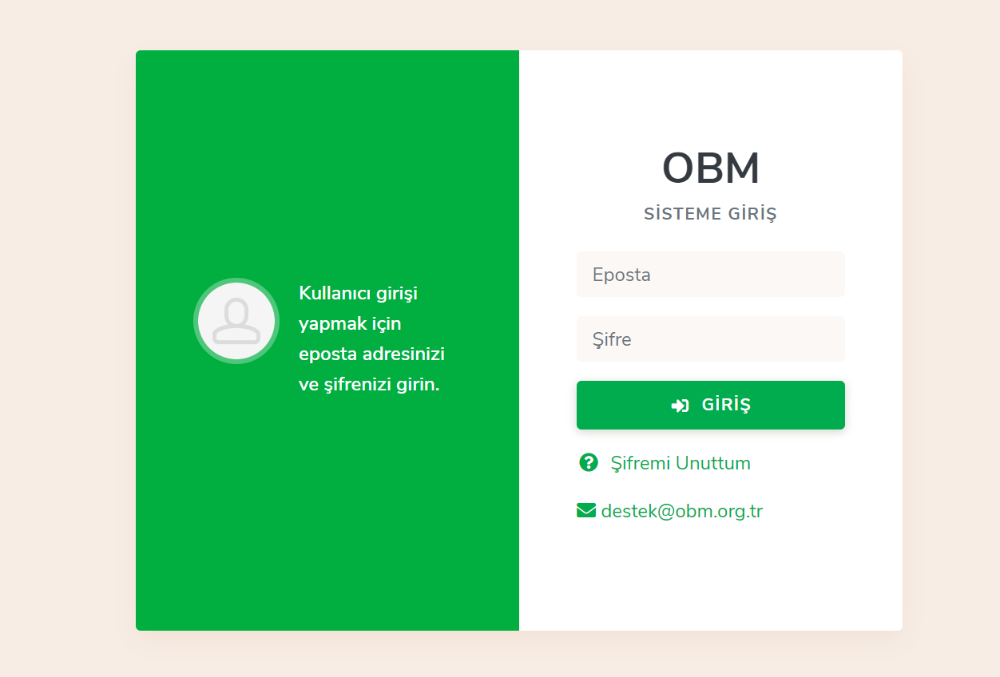 Kullanıcı girişi
yapmak için
eposta adresinizi
ve şifrenizi girin.
OBM
SİSTEME GİRİŞ
Eposta
Şifre
GİRİŞ
Şifremi Unuttum
destek@obm.org.tr